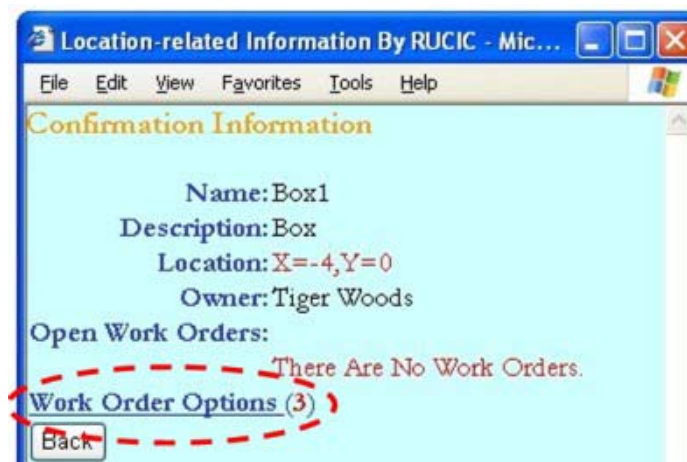 Location-related Information By RUCIC - Mic...
File Edit View Favorites Tools Help
Confirmation Information
Name: Box1
Description: Box
Location: X=-4,Y=0
Owner: Tiger Woods
Open Work Orders:
There Are No Work Orders.
Work Order Options (3)
Back